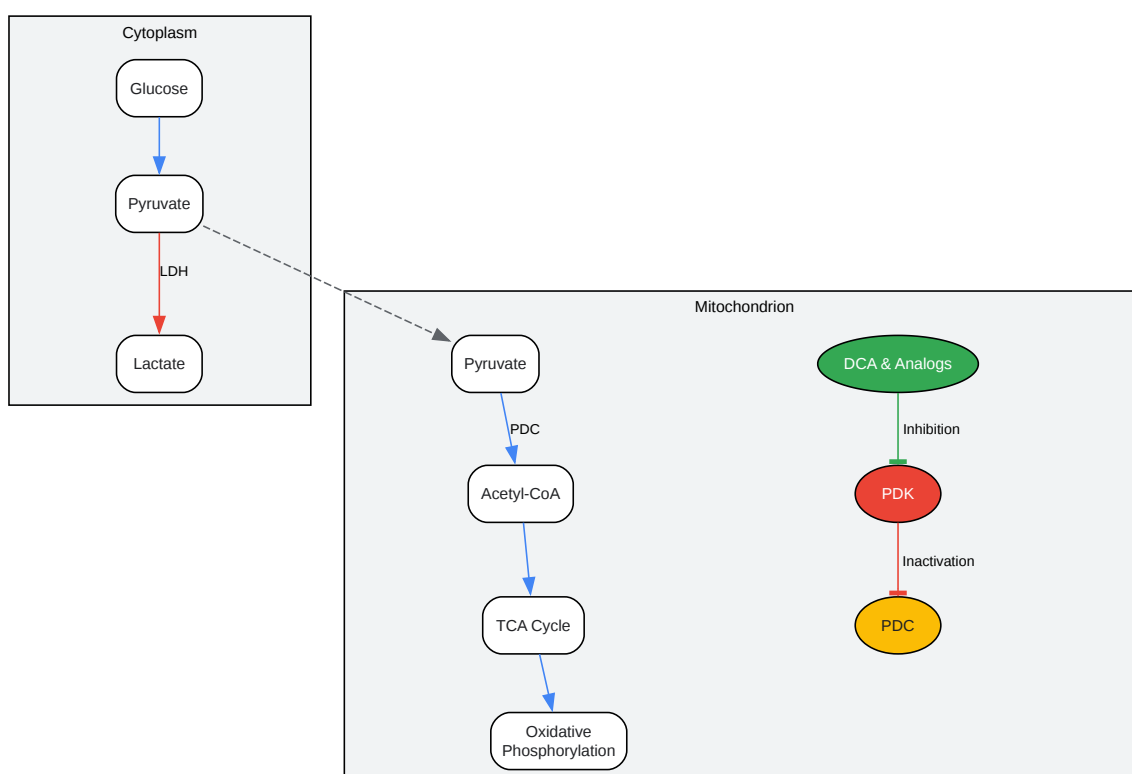 Cytoplasm
Glucose
Pyruvate
LDH
Lactate
Mitochondrion
Pyruvate
PDC
Acetyl-CoA
TCA Cycle
Oxidative
Phosphorylation
DCA & Analogs
Inhibition
PDK
Inactivation
PDC